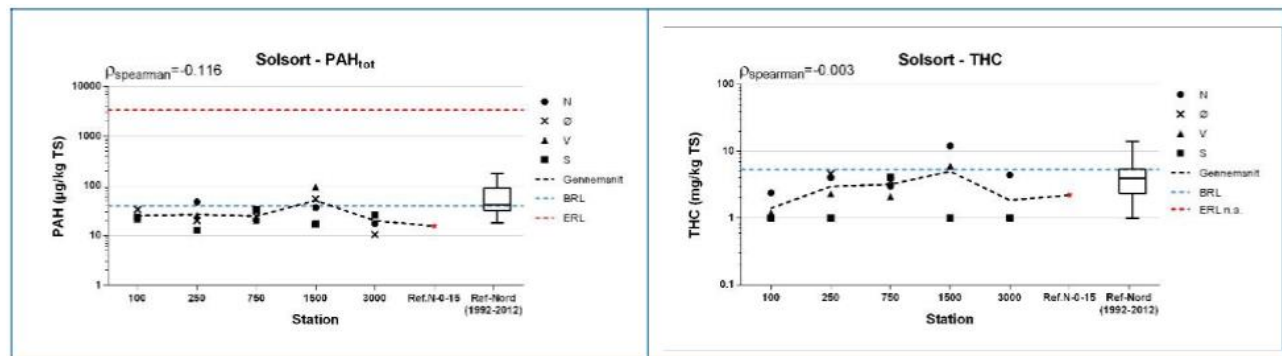 Solsort - PAHtot
ρspearman=-0.116
PAH (µg/kg TS)
10000
1000
100
10
1
100 250 750 1500 3000 Ref.N-0-15 Ref-Nord
(1992-2012)
Station
N
Ø
V
S
Gennemsnit
BRL
ERL
Solsort - THC
ρspearman=-0.003
THC (mg/kg TS)
100
10
1
0.1
100 250 750 1500 3000 Ref.N-0-15 Ref-Nord
(1992-2012)
Station
N
Ø
V
S
Gennemsnit
BRL
ERL n.a.